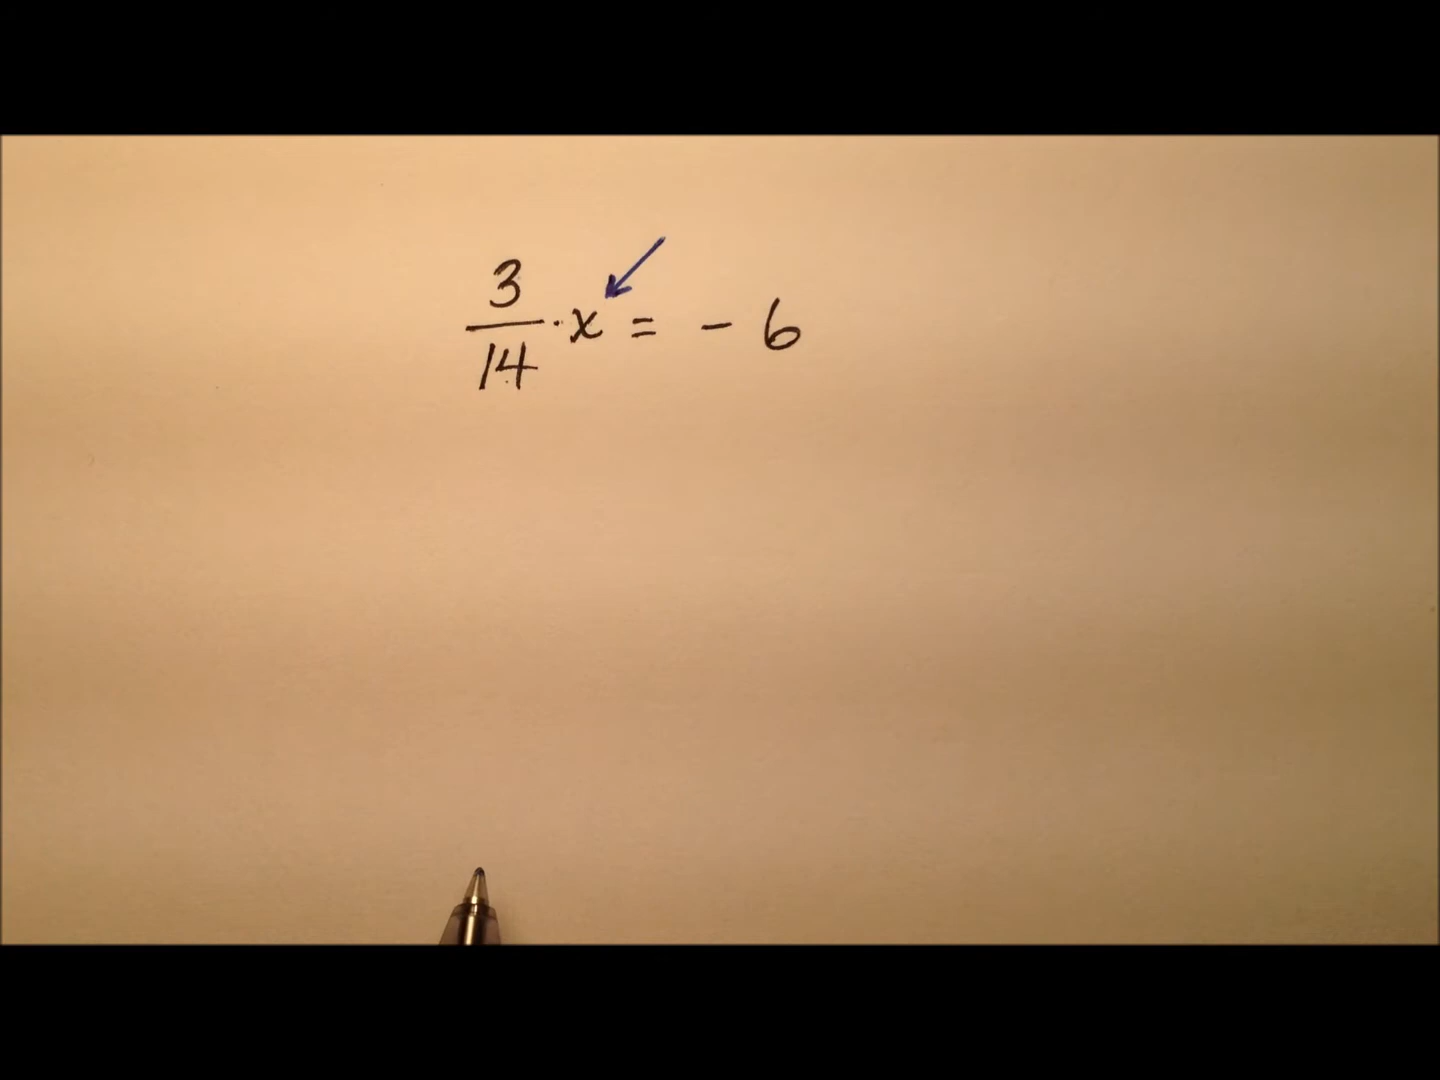 3/14 · x = - 6